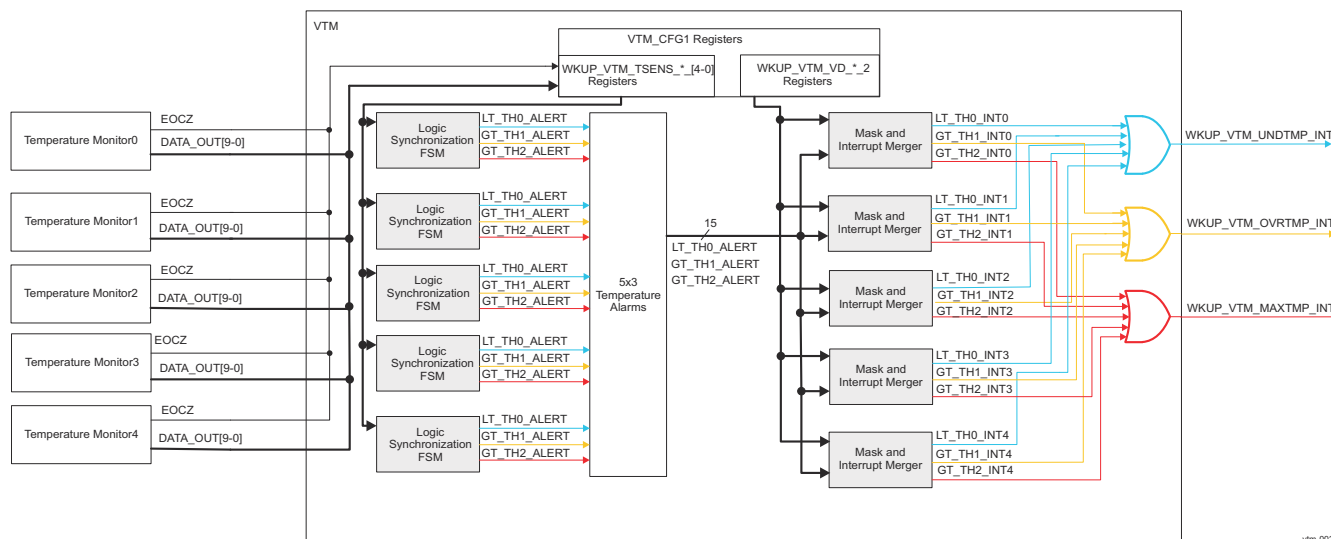 VTM
VTM_CFG1 Registers
WKUP_VTM_TSENS_*_[4-0]
Registers
WKUP_VTM_VD_*_2
Registers
Temperature Monitor0
EOCZ
DATA_OUT[9-0]
Temperature Monitor1
EOCZ
DATA_OUT[9-0]
Temperature Monitor2
EOCZ
DATA_OUT[9-0]
Temperature Monitor3
EOCZ
DATA_OUT[9-0]
Temperature Monitor4
EOCZ
DATA_OUT[9-0]
Logic
Synchronization
FSM
LT_TH0_ALERT
GT_TH1_ALERT
GT_TH2_ALERT
Logic
Synchronization
FSM
LT_TH0_ALERT
GT_TH1_ALERT
GT_TH2_ALERT
Logic
Synchronization
FSM
LT_TH0_ALERT
GT_TH1_ALERT
GT_TH2_ALERT
Logic
Synchronization
FSM
LT_TH0_ALERT
GT_TH1_ALERT
GT_TH2_ALERT
Logic
Synchronization
FSM
LT_TH0_ALERT
GT_TH1_ALERT
GT_TH2_ALERT
5x3
Temperature
Alarms
15
LT_TH0_ALERT
GT_TH1_ALERT
GT_TH2_ALERT
Mask and
Interrupt Merger
LT_TH0_INT0
GT_TH1_INT0
GT_TH2_INT0
Mask and
Interrupt Merger
LT_TH0_INT1
GT_TH1_INT1
GT_TH2_INT1
Mask and
Interrupt Merger
LT_TH0_INT2
GT_TH1_INT2
GT_TH2_INT2
Mask and
Interrupt Merger
LT_TH0_INT3
GT_TH1_INT3
GT_TH2_INT3
Mask and
Interrupt Merger
LT_TH0_INT4
GT_TH1_INT4
GT_TH2_INT4
WKUP_VTM_UNDTMP_INT
WKUP_VTM_OVRTMP_INT
WKUP_VTM_MAXTMP_INT